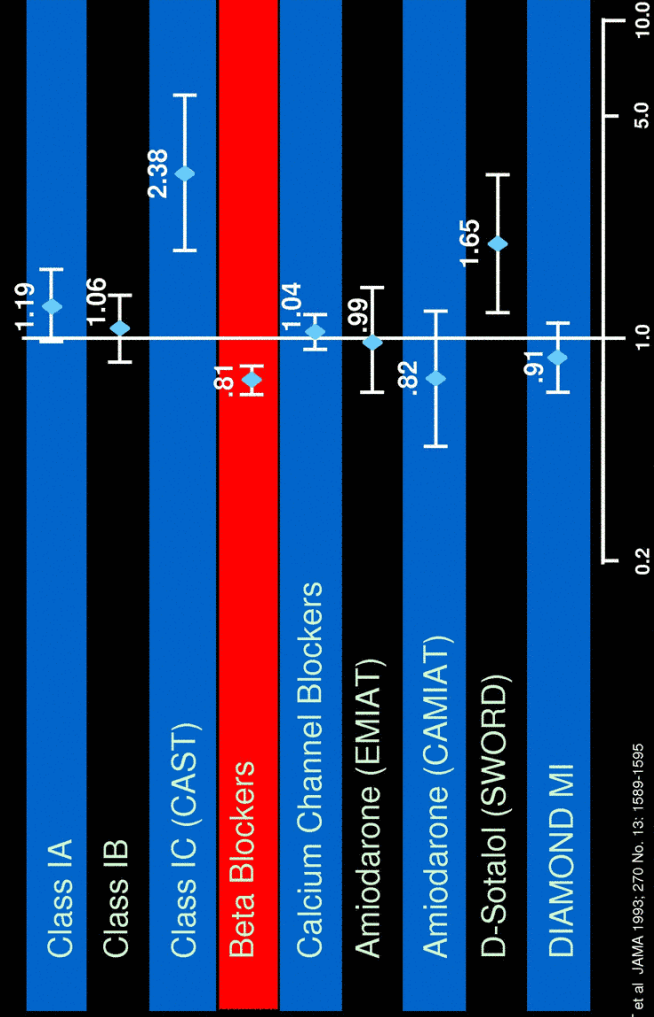 Class IA 1.19
Class IB 1.06
Class IC (CAST) 2.38
Beta Blockers .81
Calcium Channel Blockers 1.04
Amiodarone (EMIAT) .99
Amiodarone (CAMIAT) .82
D-Sotalol (SWORD) 1.65
DIAMOND MI .91
0.2 1.0 5.0 10.0
et al JAMA 1993; 270 No. 13: 1589-1595